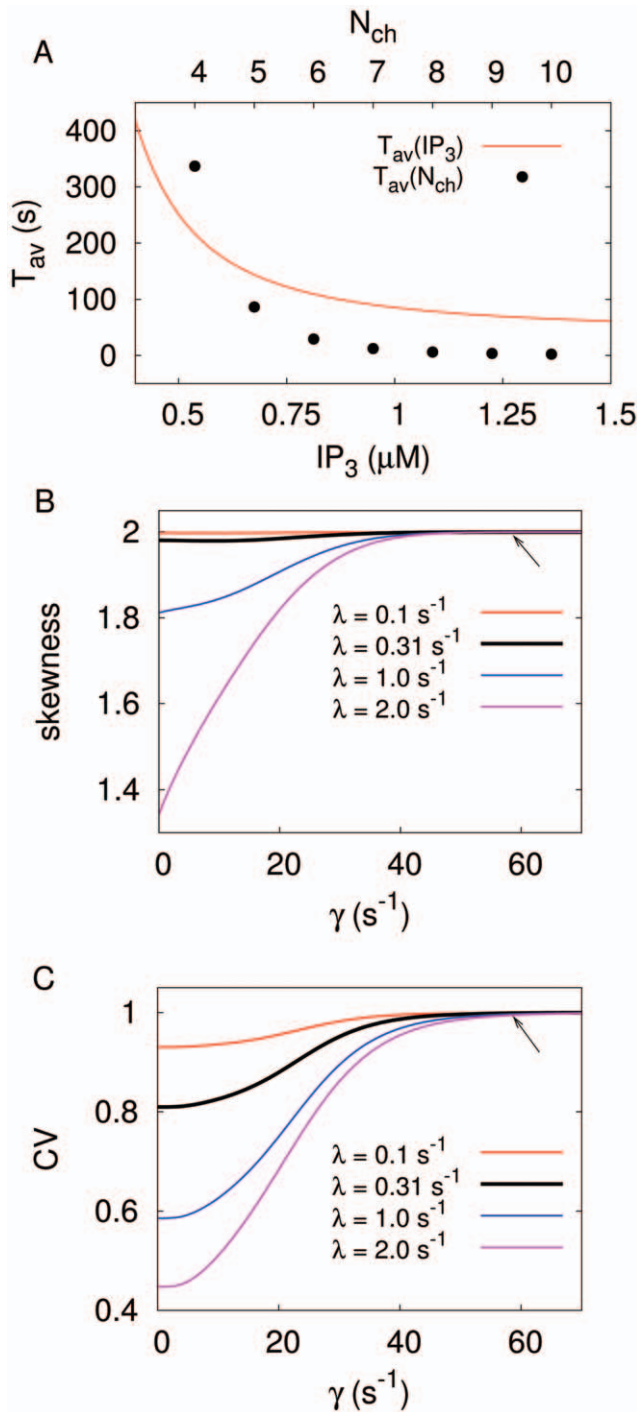 A
N_ch
4 5 6 7 8 9 10
400
300
200
100
0
T_av (s)
T_av(IP_3)
T_av(N_ch)
0.5 0.75 1 1.25 1.5
IP_3 (μM)
B
2
1.8
1.6
1.4
skewness
λ = 0.1 s^-1
λ = 0.31 s^-1
λ = 1.0 s^-1
λ = 2.0 s^-1
0 20 40 60
γ (s^-1)
C
1
0.8
0.6
0.4
CV
λ = 0.1 s^-1
λ = 0.31 s^-1
λ = 1.0 s^-1
λ = 2.0 s^-1
0 20 40 60
γ (s^-1)